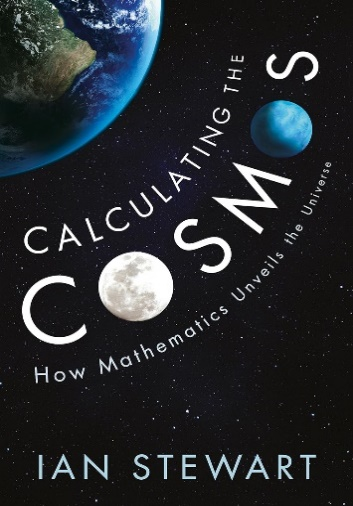 CALCULATING THE
COSMOS
How Mathematics Unveils the Universe
IAN STEWART